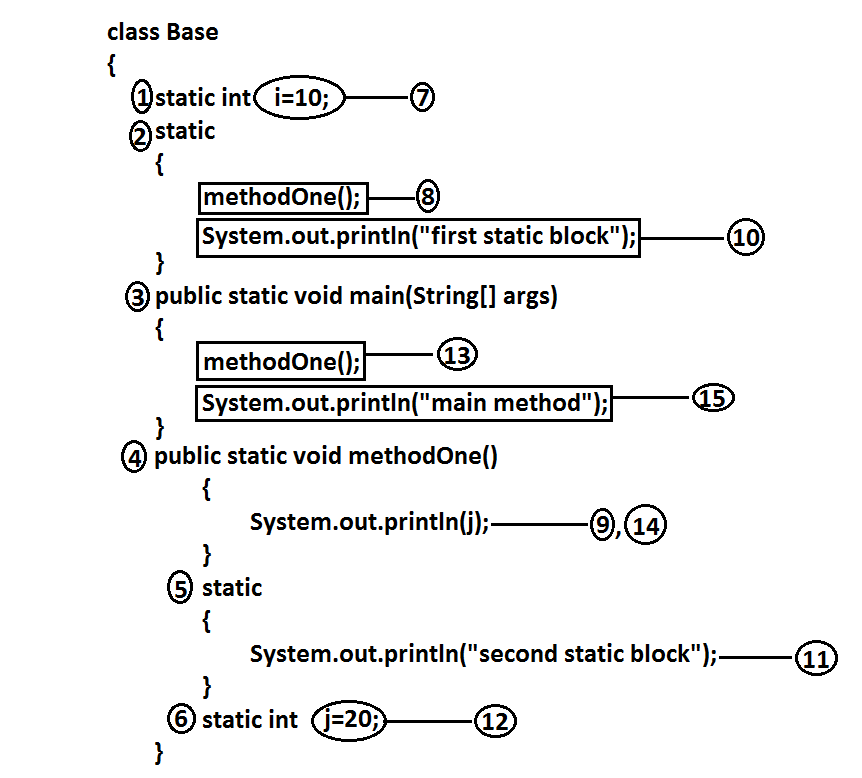 class Base
{
1 static int i=10; 7
2 static
{
methodOne(); 8
System.out.println("first static block"); 10
}
3 public static void main(String[] args)
{
methodOne(); 13
System.out.println("main method"); 15
}
4 public static void methodOne()
{
System.out.println(j); 9 , 14
}
5 static
{
System.out.println("second static block"); 11
}
6 static int j=20; 12
}